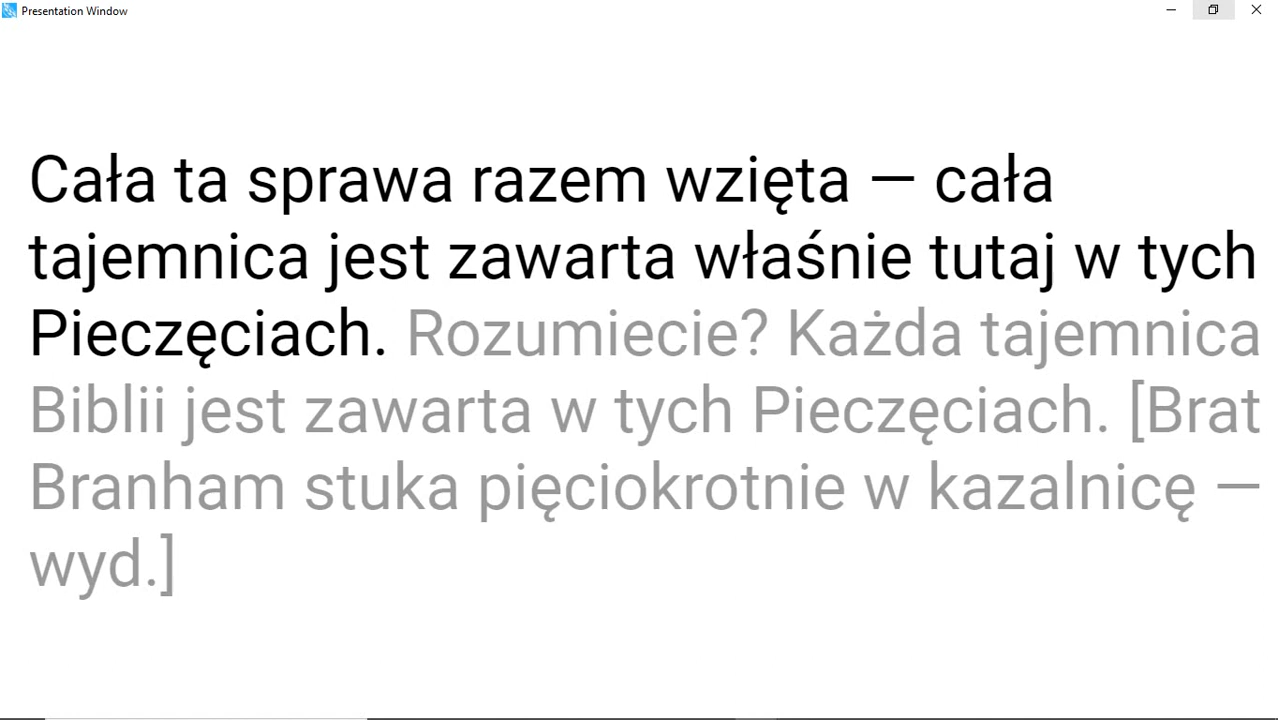 Presentation Window
Cała ta sprawa razem wzięta — cała
tajemnica jest zawarta właśnie tutaj w tych
Pieczęciach. Rozumiecie? Każda tajemnica
Biblii jest zawarta w tych Pieczęciach. [Brat
Branham stuka pięciokrotnie w kazalnicę —
wyd.]